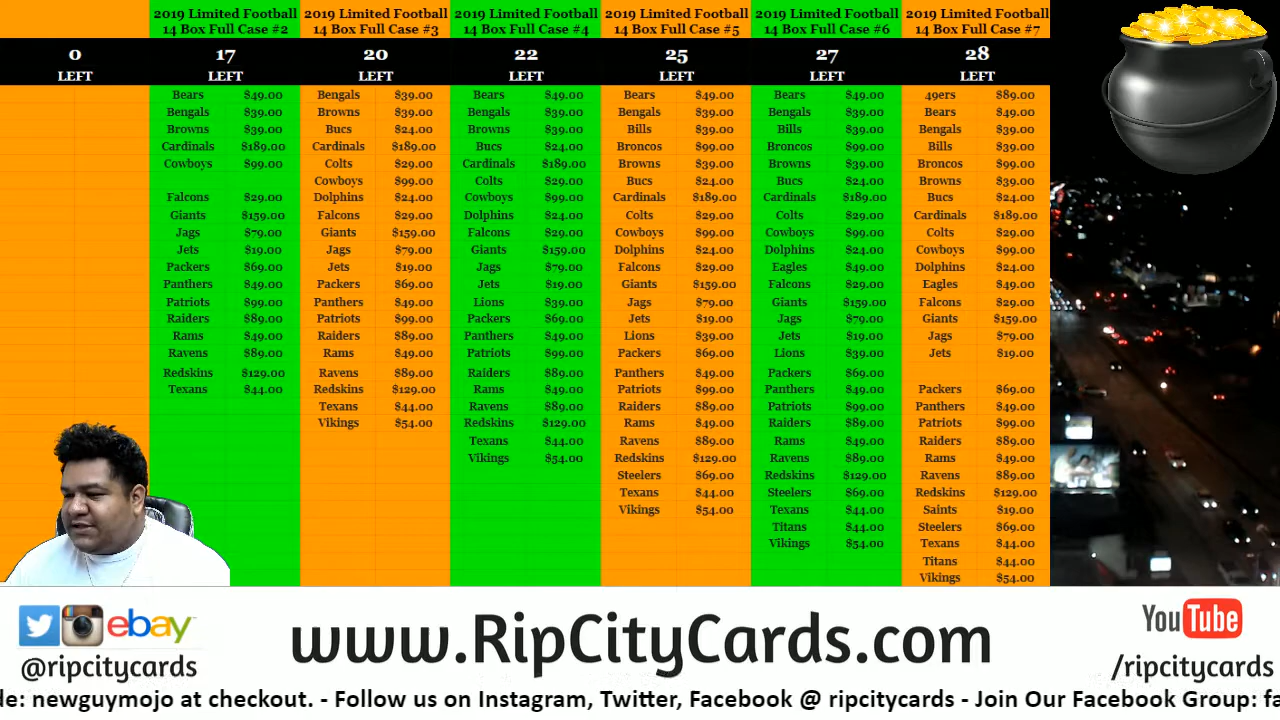 2019 Limited Football 2019 Limited Football 2019 Limited Football 2019 Limited Football 2019 Limited Football 2019 Limited Football
14 Box Full Case #2 14 Box Full Case #3 14 Box Full Case #4 14 Box Full Case #5 14 Box Full Case #6 14 Box Full Case #7
0 17 20 22 25 27 28
LEFT LEFT LEFT LEFT LEFT LEFT LEFT
Bears $49.00 Bengals $39.00 Bears $49.00 Bears $49.00 Bears $49.00 49ers $89.00
Bengals $39.00 Browns $39.00 Bengals $39.00 Bengals $39.00 Bengals $39.00 Bears $49.00
Browns $39.00 Bucs $24.00 Browns $39.00 Bills $39.00 Bills $39.00 Bengals $39.00
Cardinals $189.00 Cardinals $189.00 Bucs $24.00 Broncos $99.00 Broncos $99.00 Bills $39.00
Cowboys $99.00 Colts $29.00 Cardinals $189.00 Browns $39.00 Browns $39.00 Broncos $99.00
Cowboys $99.00 Colts $29.00 Bucs $24.00 Bucs $24.00 Browns $39.00
Falcons $29.00 Dolphins $24.00 Cowboys $99.00 Cardinals $189.00 Cardinals $189.00 Bucs $24.00
Giants $159.00 Falcons $29.00 Dolphins $24.00 Colts $29.00 Colts $29.00 Cardinals $189.00
Jags $79.00 Giants $159.00 Falcons $29.00 Cowboys $99.00 Cowboys $99.00 Colts $29.00
Jets $19.00 Jags $79.00 Giants $159.00 Dolphins $24.00 Dolphins $24.00 Cowboys $99.00
Packers $69.00 Jets $19.00 Jags $79.00 Falcons $29.00 Eagles $49.00 Dolphins $24.00
Panthers $49.00 Packers $69.00 Jets $19.00 Giants $159.00 Falcons $29.00 Eagles $49.00
Patriots $99.00 Panthers $49.00 Lions $39.00 Jags $79.00 Giants $159.00 Falcons $29.00
Raiders $89.00 Patriots $99.00 Packers $69.00 Jets $19.00 Jags $79.00 Giants $159.00
Rams $49.00 Raiders $89.00 Panthers $49.00 Lions $39.00 Jets $19.00 Jags $79.00
Ravens $89.00 Rams $49.00 Patriots $99.00 Packers $69.00 Lions $39.00 Jets $19.00
Redskins $129.00 Ravens $89.00 Raiders $89.00 Panthers $49.00 Packers $69.00
Texans $44.00 Redskins $129.00 Rams $49.00 Patriots $99.00 Panthers $49.00 Packers $69.00
Texans $44.00 Ravens $89.00 Raiders $89.00 Patriots $99.00 Panthers $49.00
Vikings $54.00 Redskins $129.00 Rams $49.00 Raiders $89.00 Patriots $99.00
Texans $44.00 Ravens $89.00 Rams $49.00 Raiders $89.00
Vikings $54.00 Redskins $129.00 Ravens $89.00 Rams $49.00
Steelers $69.00 Redskins $129.00 Ravens $89.00
Texans $44.00 Steelers $69.00 Redskins $129.00
Vikings $54.00 Texans $44.00 Saints $19.00
Titans $44.00 Steelers $69.00
Vikings $54.00 Texans $44.00
Titans $44.00
Vikings $54.00
ebay
@ripcitycards
www.RipCityCards.com
YouTube
/ripcitycards
de: newguymojo at checkout. - Follow us on Instagram, Twitter, Facebook @ ripcitycards - Join Our Facebook Group: fa